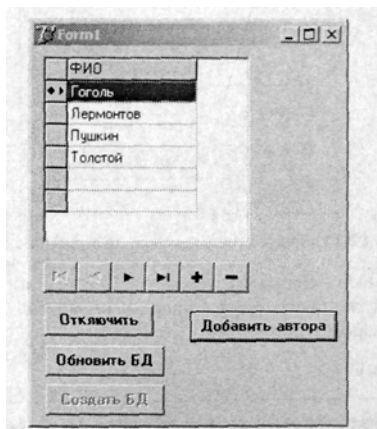 Form1
ФИО
Гоголь
Лермонтов
Пушкин
Толстой
Отключить
Добавить автора
Обновить БД
Создать БД